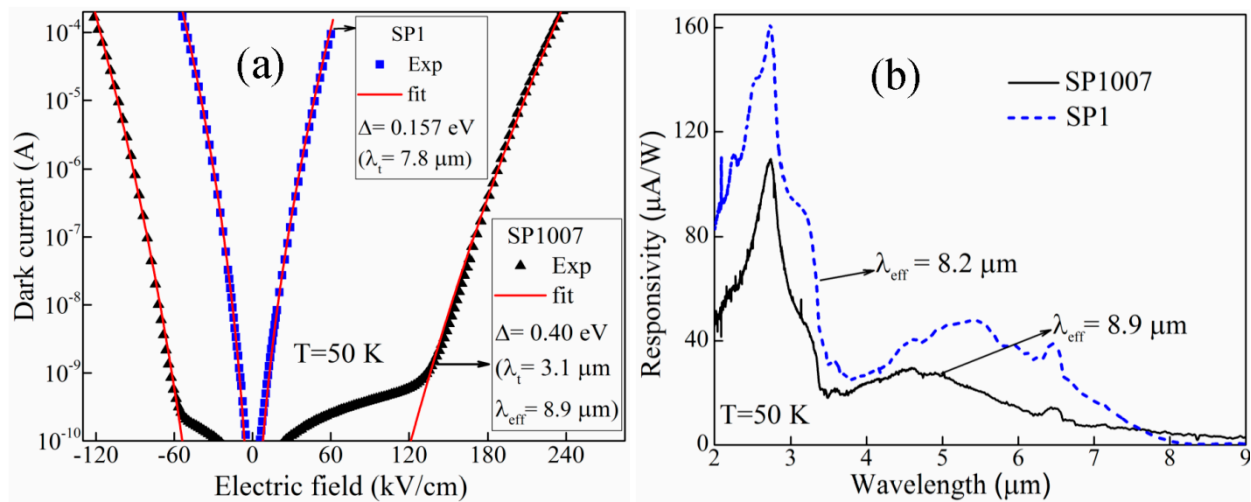 (a)
Dark current (A)
10⁻⁴
10⁻⁵
10⁻⁶
10⁻⁷
10⁻⁸
10⁻⁹
10⁻¹⁰
SP1
Exp
fit
Δ= 0.157 eV
(λt = 7.8 μm)
SP1007
Exp
fit
Δ= 0.40 eV
(λt = 3.1 μm
λeff = 8.9 μm)
T=50 K
-120 -60 0 60 120 180 240
Electric field (kV/cm)
(b)
Responsivity (μA/W)
160
120
80
40
0
SP1007
SP1
λeff = 8.2 μm
λeff = 8.9 μm
T=50 K
2 3 4 5 6 7 8 9
Wavelength (μm)